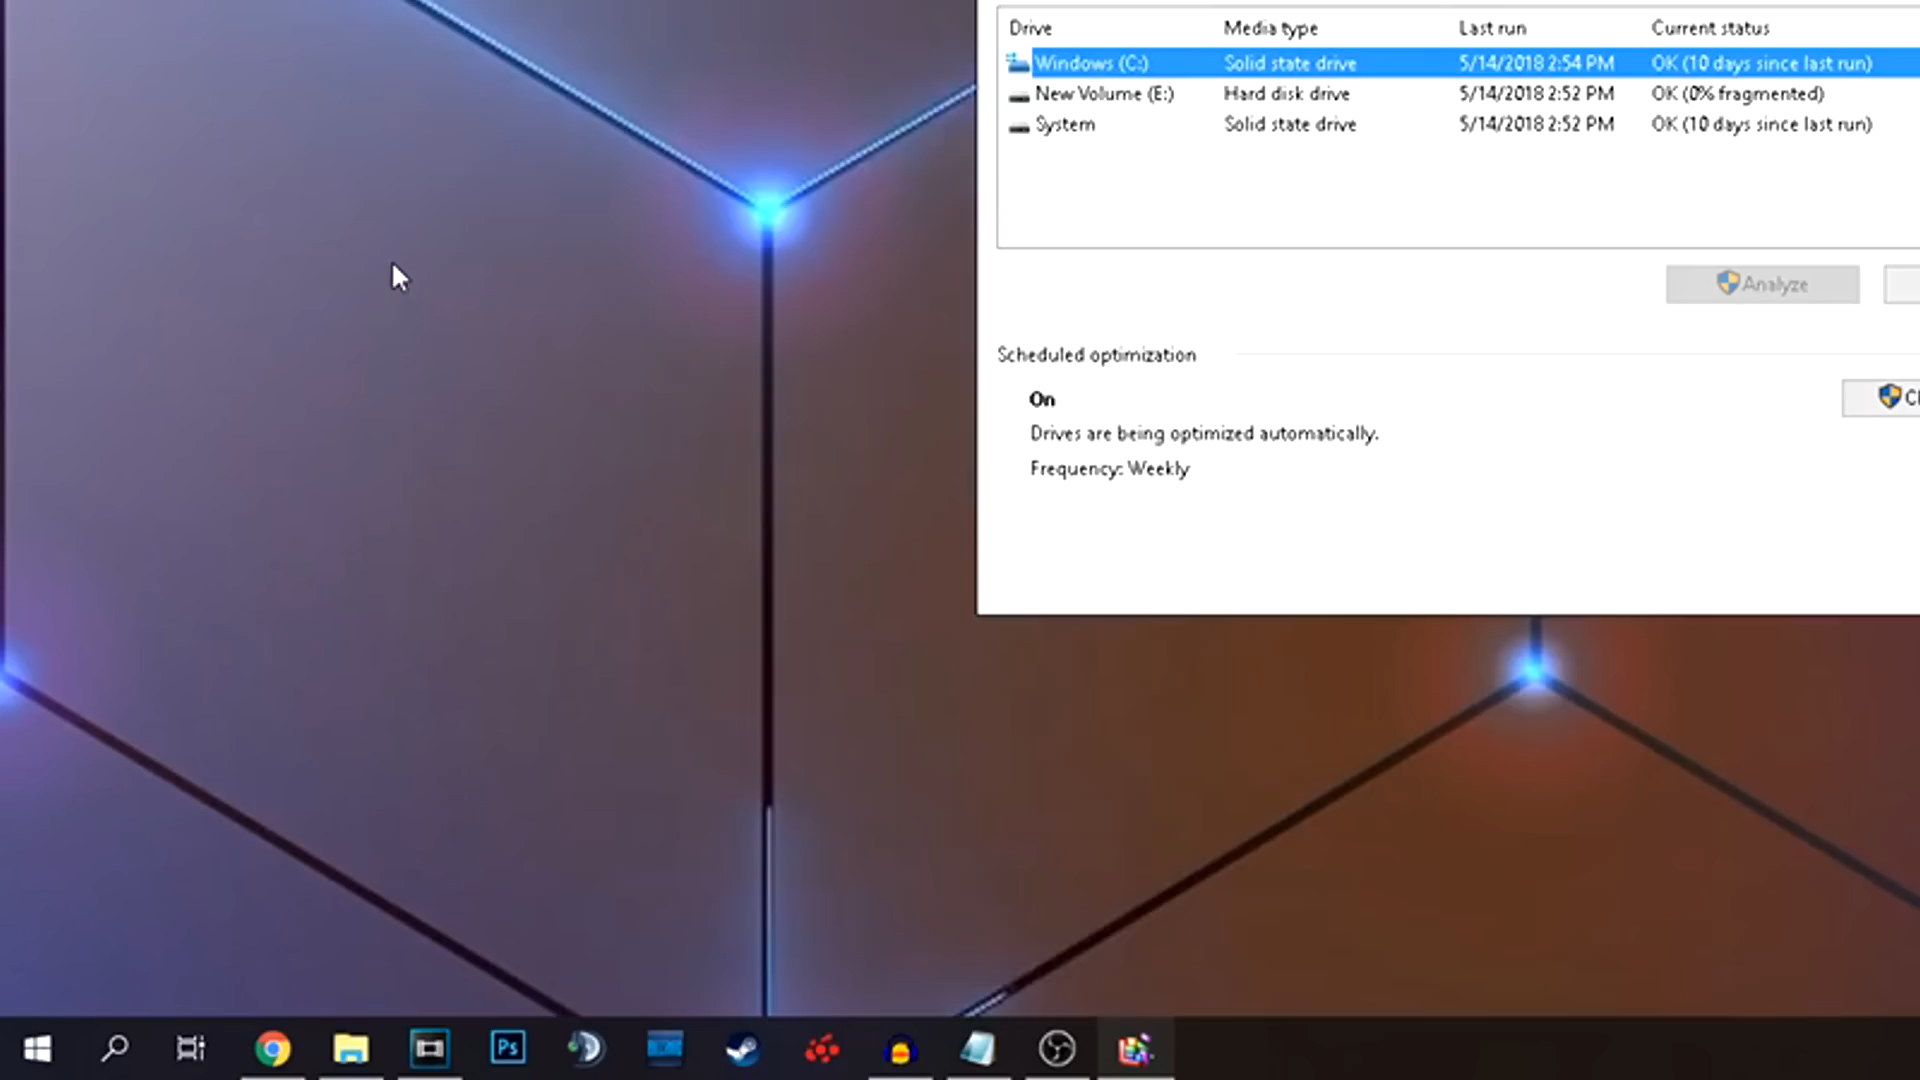 Drive Media type Last run Current status
Windows (C:) Solid state drive 5/14/2018 2:54 PM OK (10 days since last run)
New Volume (E:) Hard disk drive 5/14/2018 2:52 PM OK (0% fragmented)
System Solid state drive 5/14/2018 2:52 PM OK (10 days since last run)
Analyze
Scheduled optimization
On
Drives are being optimized automatically.
Frequency: Weekly
Ps